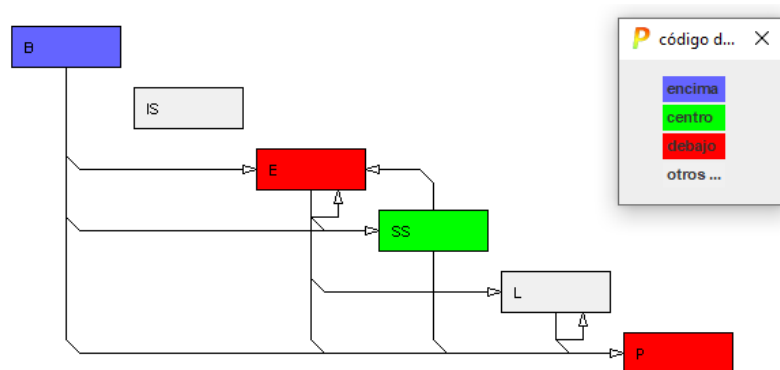 B
IS
E
SS
L
P
P código d...
encima
centro
debajo
otros ...